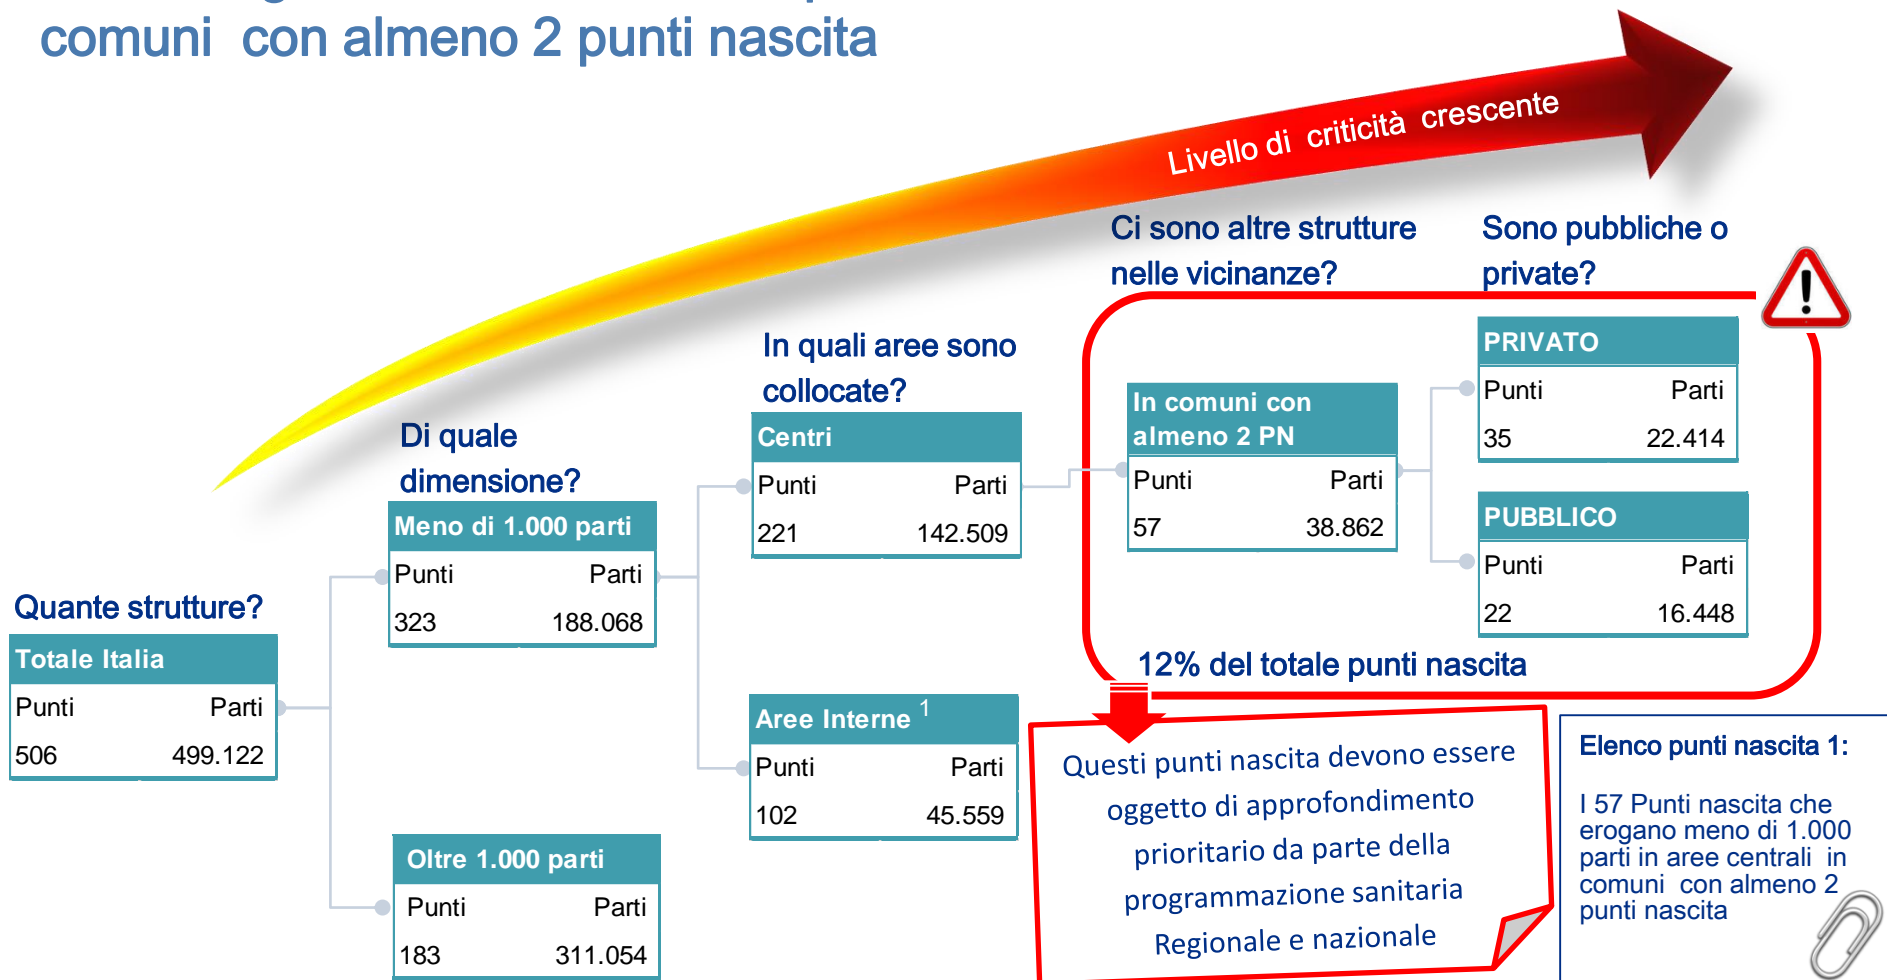 comuni con almeno 2 punti nascita
Livello di criticità crescente
Ci sono altre strutture
nelle vicinanze?
Sono pubbliche o
private?
In quali aree sono
collocate?
Di quale
dimensione?
Quante strutture?
Totale Italia
Punti Parti
506 499.122
Meno di 1.000 parti
Punti Parti
323 188.068
Oltre 1.000 parti
Punti Parti
183 311.054
Centri
Punti Parti
221 142.509
Aree Interne 1
Punti Parti
102 45.559
In comuni con
almeno 2 PN
Punti Parti
57 38.862
PRIVATO
Punti Parti
35 22.414
PUBBLICO
Punti Parti
22 16.448
12% del totale punti nascita
Questi punti nascita devono essere
oggetto di approfondimento
prioritario da parte della
programmazione sanitaria
Regionale e nazionale
Elenco punti nascita 1:
I 57 Punti nascita che
erogano meno di 1.000
parti in aree centrali in
comuni con almeno 2
punti nascita